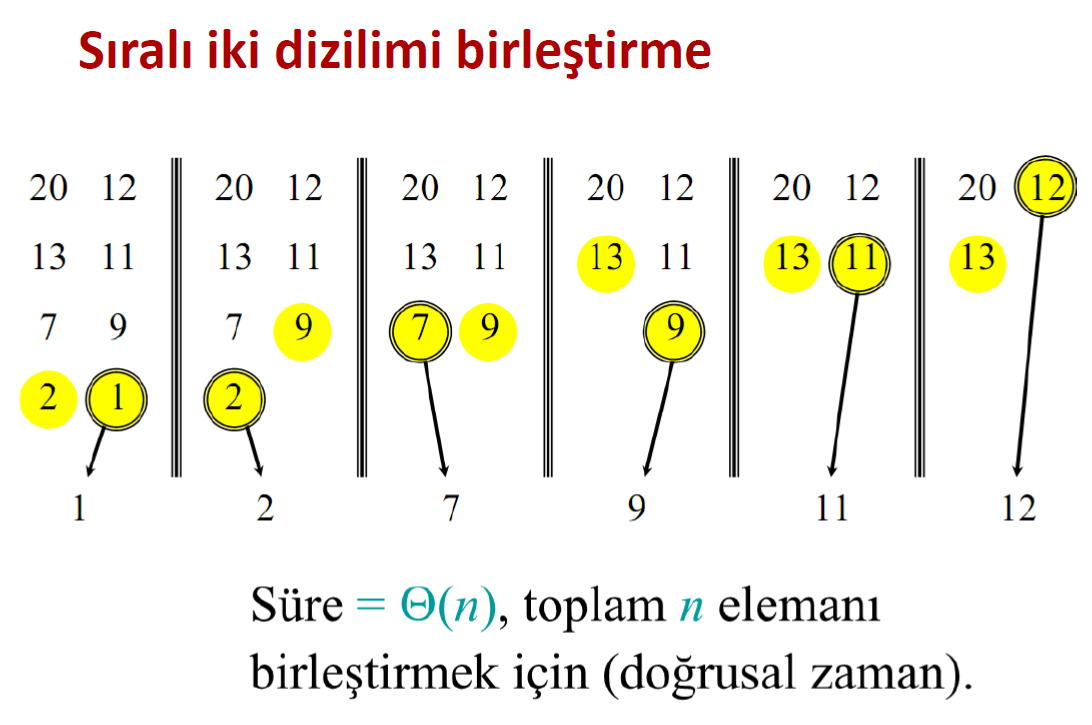 Sıralı iki dizilimi birleştirme
20 12 20 12 20 12 20 12 20 12 20 12
13 11 13 11 13 11 13 11 13 11 13
7 9 7 9 7 9 9
2 1 2
1 2 7 9 11 12
Süre = Θ(n), toplam n elemanı
birleştirmek için (doğrusal zaman).